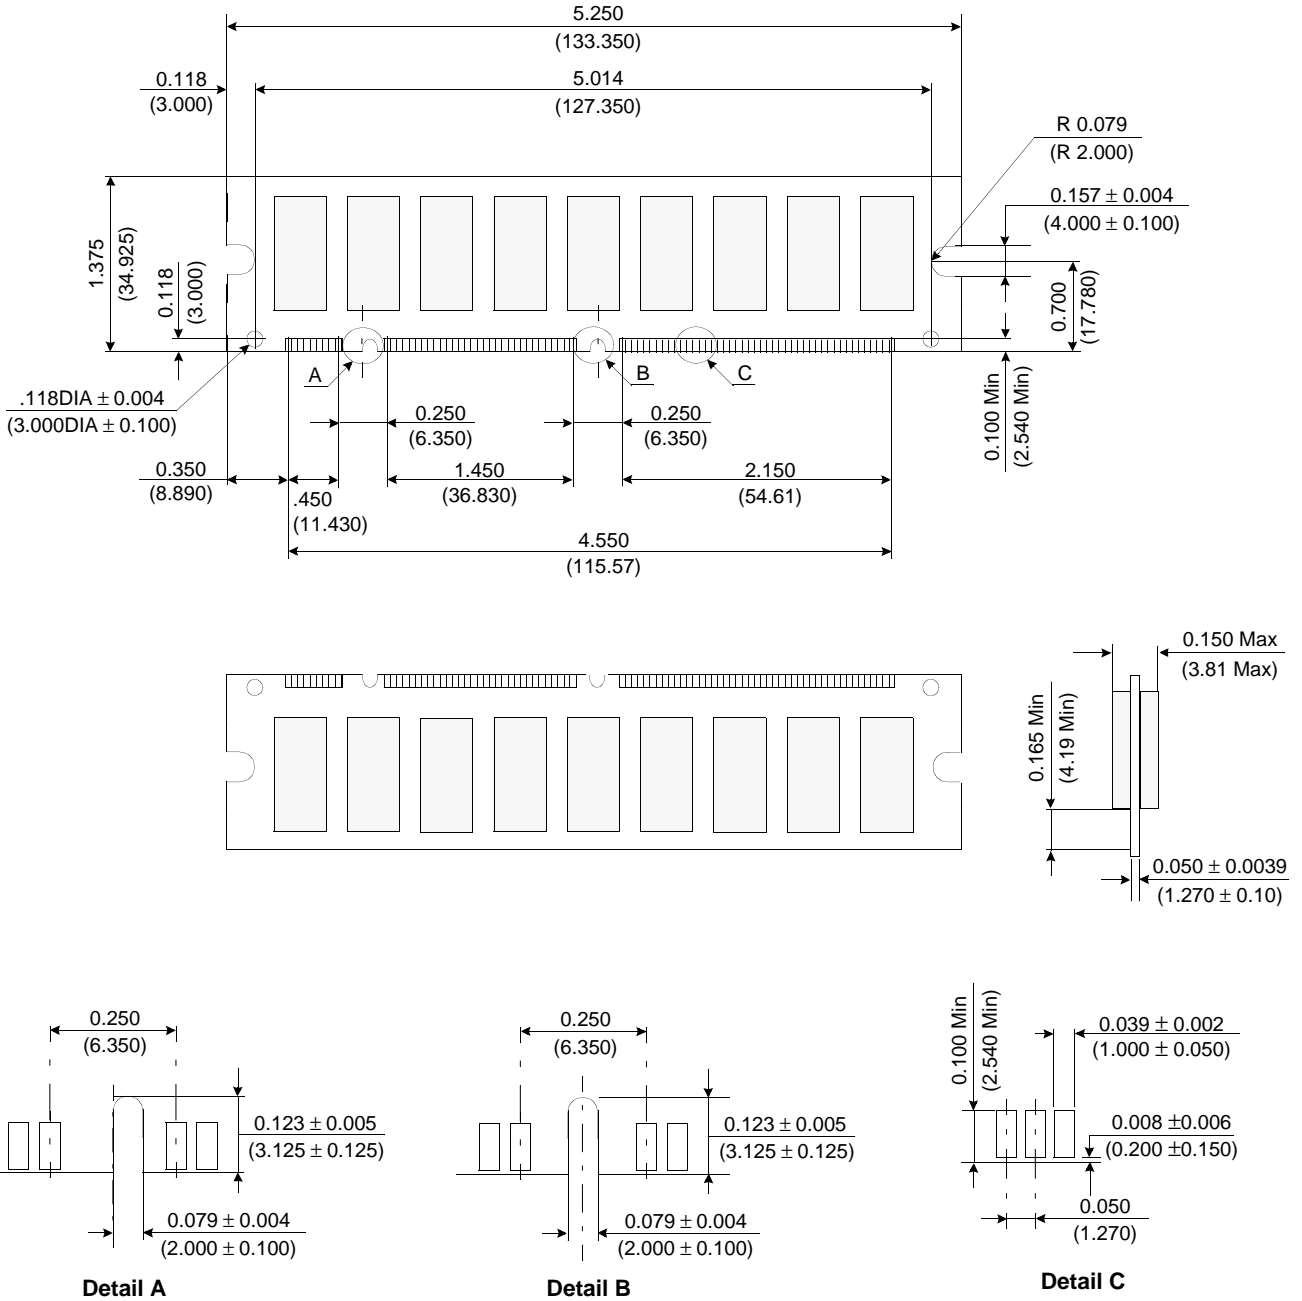 5.250
(133.350)
0.118
(3.000)
5.014
(127.350)
R 0.079
(R 2.000)
0.157 ± 0.004
(4.000 ± 0.100)
1.375
(34.925)
0.118
(3.000)
0.700
(17.780)
0.100 Min
(2.540 Min)
A
B
C
.118DIA ± 0.004
(3.000DIA ± 0.100)
0.250
(6.350)
0.250
(6.350)
0.350
(8.890)
.450
(11.430)
1.450
(36.830)
2.150
(54.61)
4.550
(115.57)
0.150 Max
(3.81 Max)
0.165 Min
(4.19 Min)
0.050 ± 0.0039
(1.270 ± 0.10)
0.250
(6.350)
0.123 ± 0.005
(3.125 ± 0.125)
0.079 ± 0.004
(2.000 ± 0.100)
Detail A
0.250
(6.350)
0.123 ± 0.005
(3.125 ± 0.125)
0.079 ± 0.004
(2.000 ± 0.100)
Detail B
0.100 Min
(2.540 Min)
0.039 ± 0.002
(1.000 ± 0.050)
0.008 ±0.006
(0.200 ±0.150)
0.050
(1.270)
Detail C